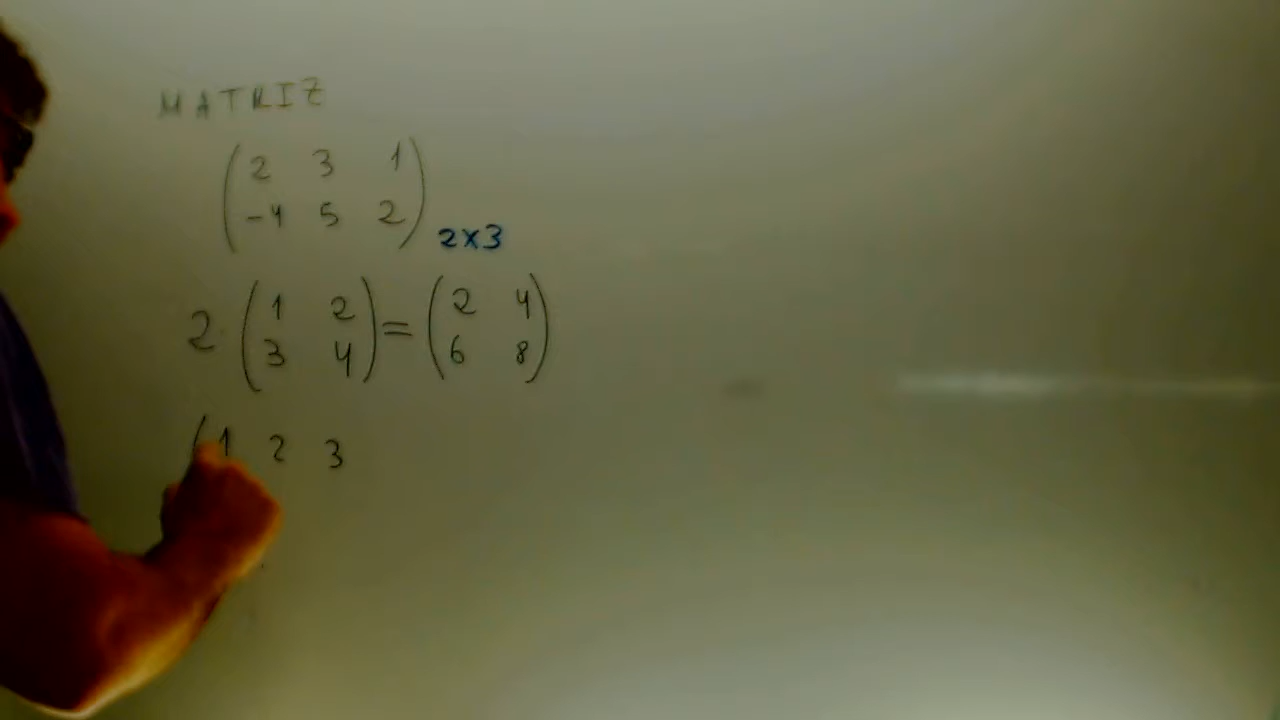 MATRIZ
( 2 3 1
-4 5 2 ) 2x3
2 · ( 1 2
3 4 ) = ( 2 4
6 8 )
( 1 2 3